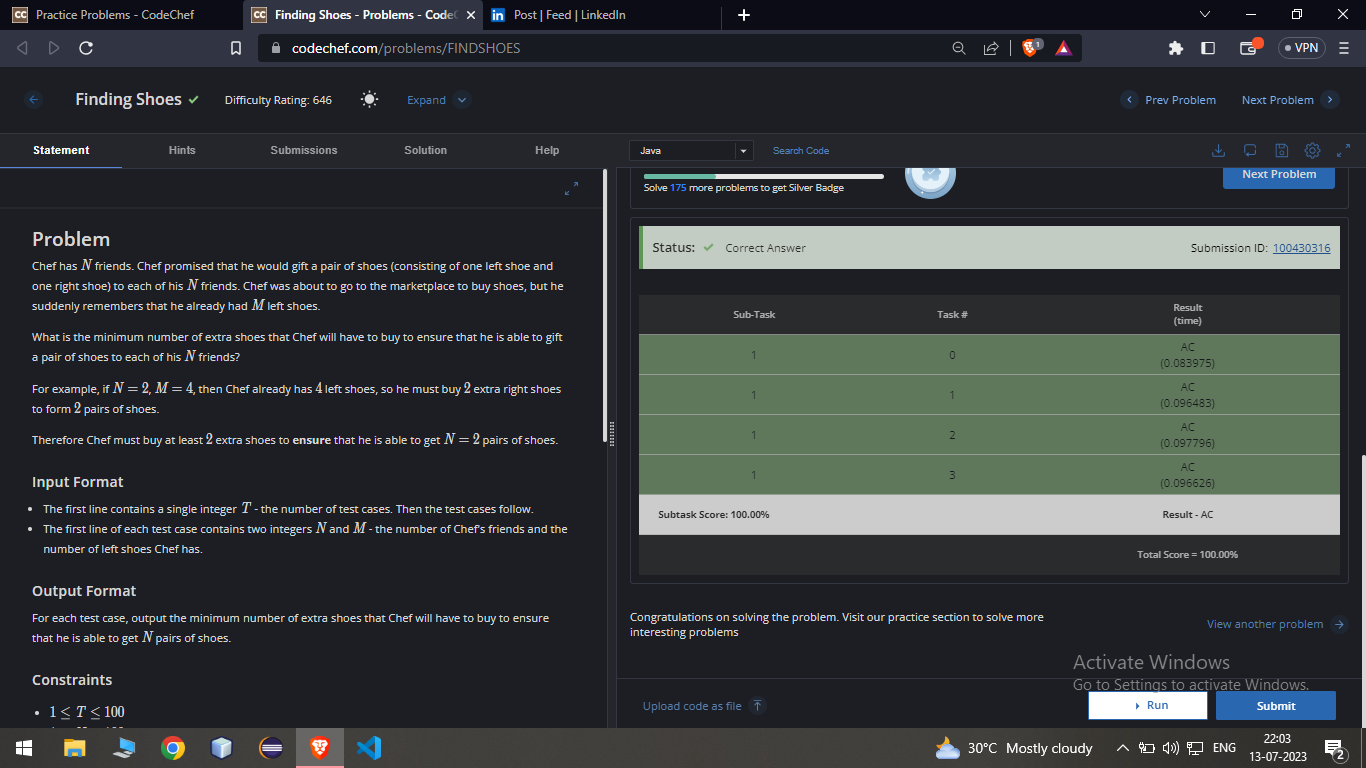 Practice Problems - CodeChef
Finding Shoes - Problems - Code
Post | Feed | LinkedIn
codechef.com/problems/FINDSHOES
1
VPN
Finding Shoes
Difficulty Rating: 646
Expand
Prev Problem
Next Problem
Statement
Hints
Submissions
Solution
Help
Java
Search Code
Problem
Chef has N friends. Chef promised that he would gift a pair of shoes (consisting of one left shoe and
one right shoe) to each of his N friends. Chef was about to go to the marketplace to buy shoes, but he
suddenly remembers that he already had M left shoes.
What is the minimum number of extra shoes that Chef will have to buy to ensure that he is able to gift
a pair of shoes to each of his N friends?
For example, if N = 2, M = 4, then Chef already has 4 left shoes, so he must buy 2 extra right shoes
to form 2 pairs of shoes.
Therefore Chef must buy at least 2 extra shoes to ensure that he is able to get N = 2 pairs of shoes.
Input Format
• The first line contains a single integer T - the number of test cases. Then the test cases follow.
• The first line of each test case contains two integers N and M - the number of Chef's friends and the
number of left shoes Chef has.
Output Format
For each test case, output the minimum number of extra shoes that Chef will have to buy to ensure
that he is able to get N pairs of shoes.
Constraints
• 1 ≤ T ≤ 100
Solve 175 more problems to get Silver Badge
Next Problem
Status: Correct Answer
Submission ID: 100430316
Sub-Task
Task #
Result
(time)
1
0
AC
(0.083975)
1
1
AC
(0.096483)
1
2
AC
(0.097796)
1
3
AC
(0.096626)
Subtask Score: 100.00%
Result - AC
Total Score = 100.00%
Congratulations on solving the problem. Visit our practice section to solve more
interesting problems
View another problem
Activate Windows
Go to Settings to activate Windows.
Upload code as file
Run
Submit
30°C Mostly cloudy
ENG
22:03
13-07-2023
2